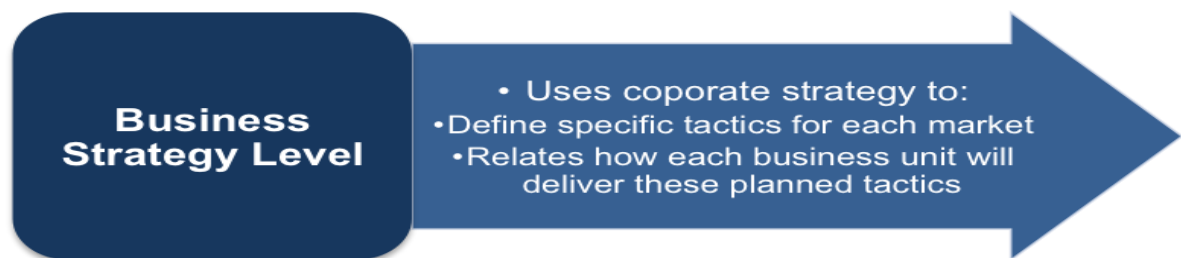 Business
Strategy Level
• Uses coporate strategy to:
•Define specific tactics for each market
•Relates how each business unit will
deliver these planned tactics